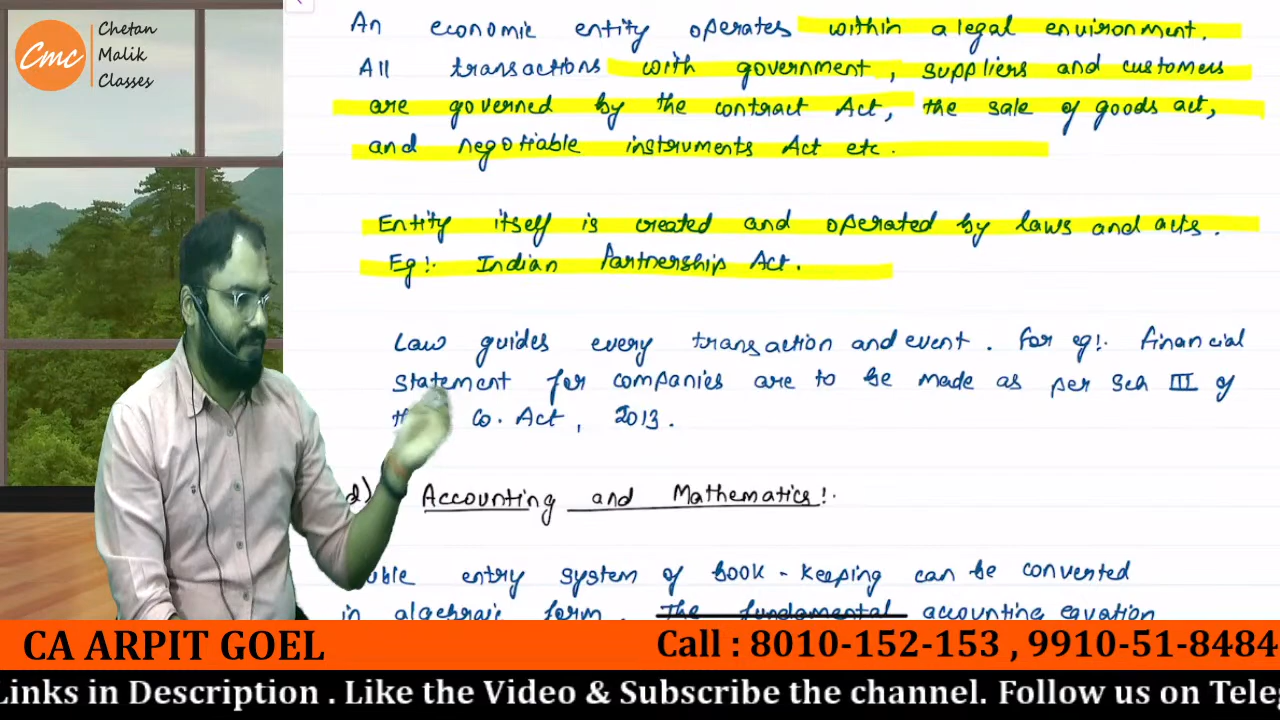 Chetan
Malik
Classes
CMC
An economic entity operates within a legal environment.
All transactions with government, suppliers and customers
are governed by the contract Act, the sale of goods act,
and negotiable instruments Act etc.
Entity itself is created and operated by laws and acts.
Eg!. Indian Partnership Act.
Law guides every transaction and event. For eg!. Financial
statement for companies are to be made as per Sch III of
Co. Act, 2013.
d) Accounting and Mathematics!.
entry system of book-keeping can be converted
in algebraic form. The fundamental accounting equation
CA ARPIT GOEL
Call : 8010-152-153 , 9910-51-8484
Links in Description . Like the Video & Subscribe the channel. Follow us on